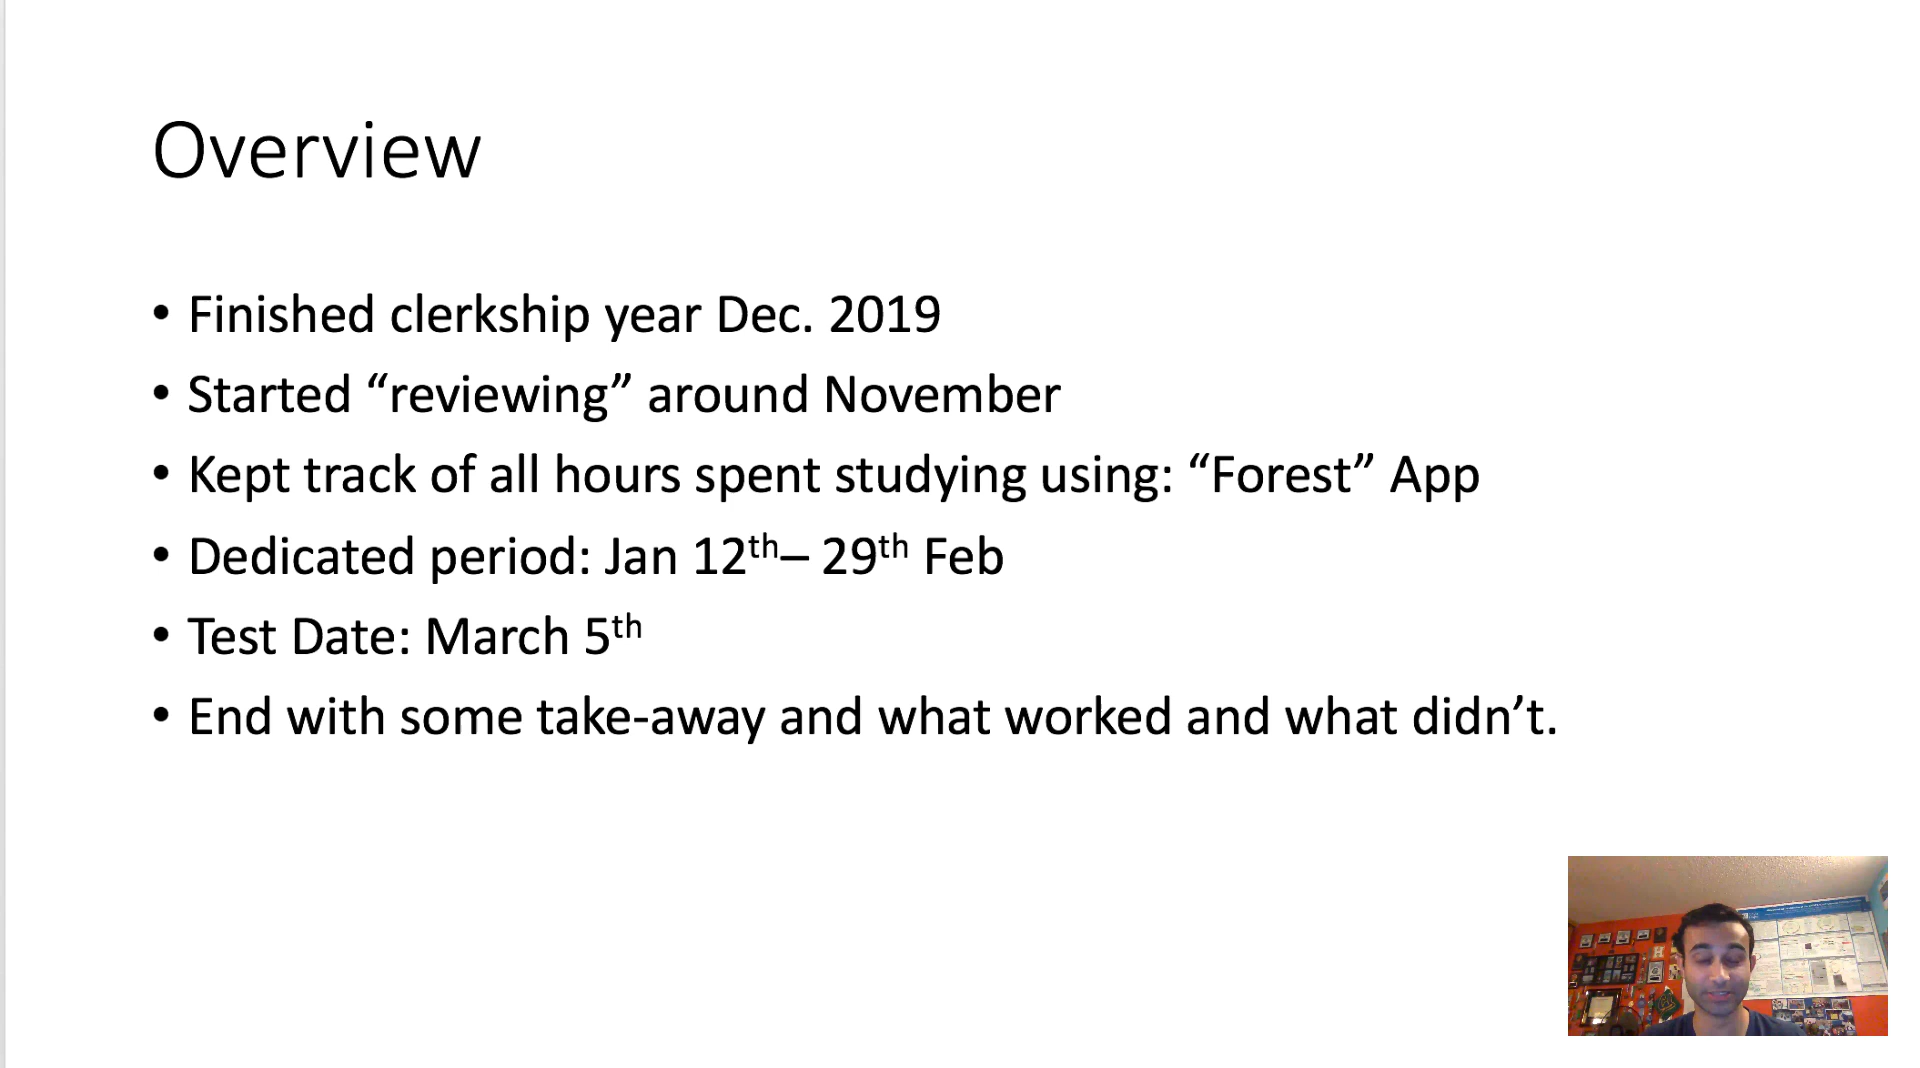 Overview
• Finished clerkship year Dec. 2019
• Started “reviewing” around November
• Kept track of all hours spent studying using: “Forest” App
• Dedicated period: Jan 12th– 29th Feb
• Test Date: March 5th
• End with some take-away and what worked and what didn’t.